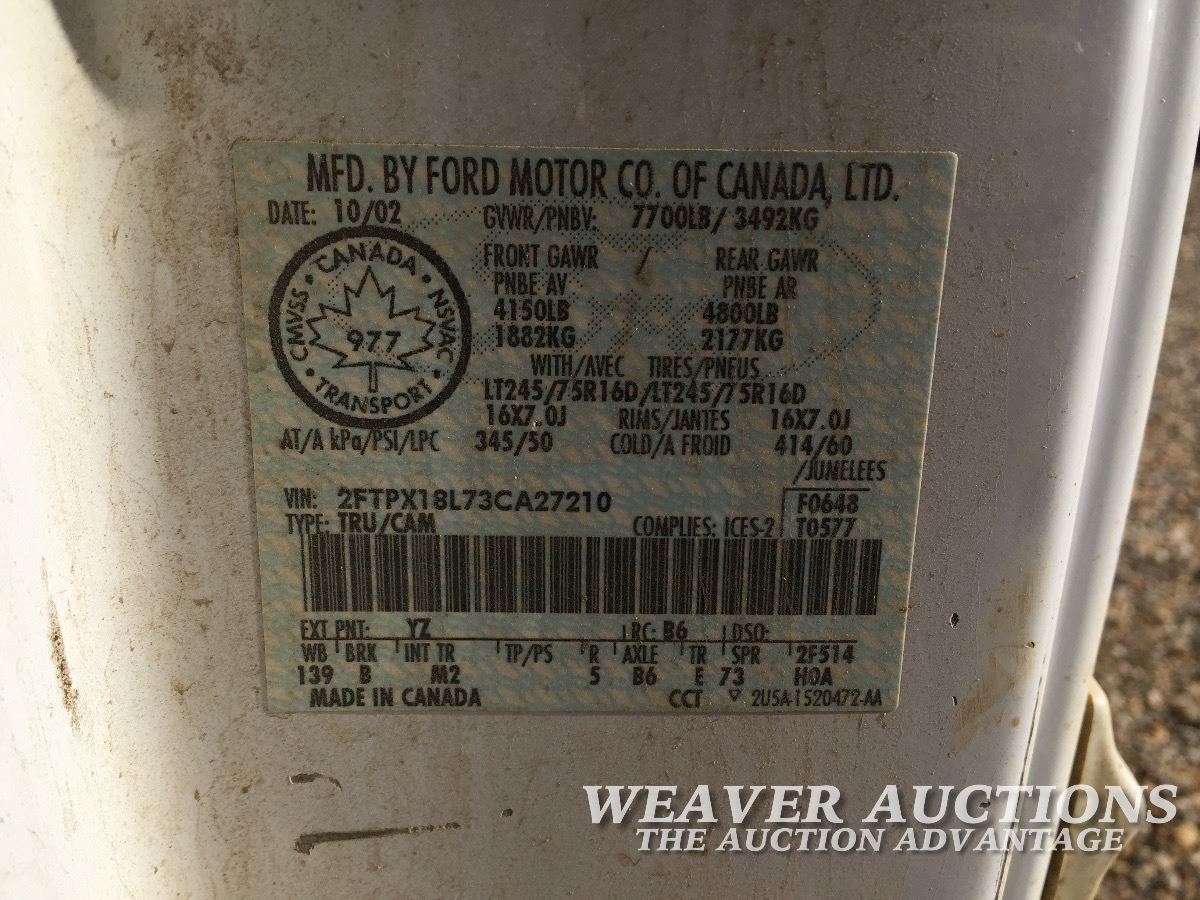 MFD. BY FORD MOTOR CO. OF CANADA, LTD.
DATE: 10/02 GVWR/PNBV: 7700LB/ 3492KG
CANADA
CMVSS NSVAC
977
TRANSPORT
FRONT GAWR / REAR GAWR
PNBE AV PNBE AR
4150LB 4800LB
1882KG 2177KG
WITH/AVEC TIRES/PNEUS
LT245/75R16D/LT245/75R16D
16X7.0J RIMS/JANTES 16X7.0J
AT/A kPa/PSI/LPC 345/50 COLD/A FROID 414/60
/JUMELEES
VIN: 2FTPX18L73CA27210 F0648
TYPE: TRU/CAM COMPLIES: ICES-2 T0577
EXT PNT: YZ RC: B6 DSO:
WB BRK INT TR TP/PS R AXLE TR SPR 2F514
139 B M2 5 B6 E 73 H0A
MADE IN CANADA CCT ▽ 2U5A-1520472-AA
WEAVER AUCTIONS
THE AUCTION ADVANTAGE